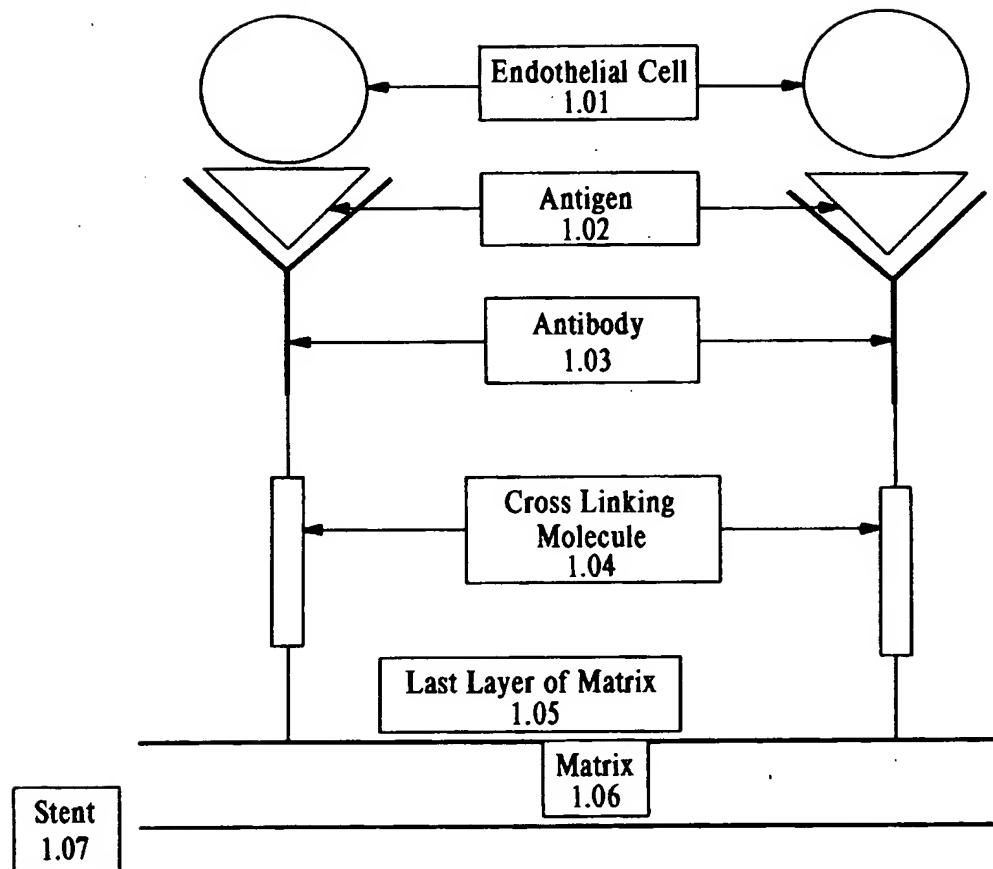 Endothelial Cell
1.01
Antigen
1.02
Antibody
1.03
Cross Linking
Molecule
1.04
Last Layer of Matrix
1.05
Matrix
1.06
Stent
1.07